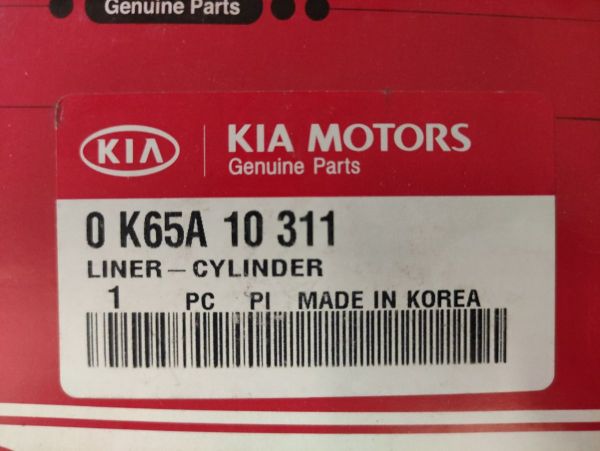 Genuine Parts
KIA
KIA MOTORS
Genuine Parts
0 K65A 10 311
LINER – CYLINDER
1 PC PI MADE IN KOREA